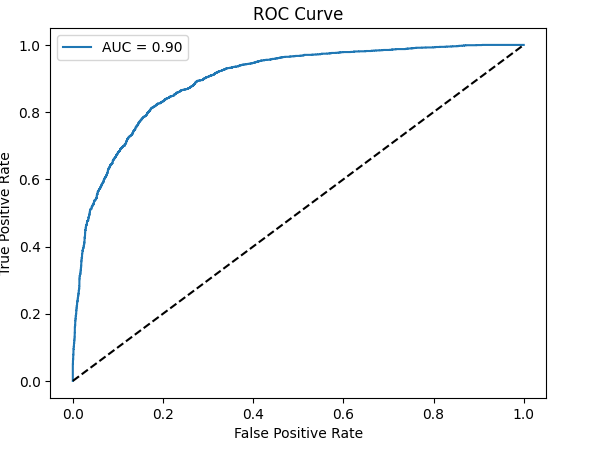 ROC Curve
AUC = 0.90
1.0
0.8
0.6
0.4
0.2
0.0
True Positive Rate
0.0 0.2 0.4 0.6 0.8 1.0
False Positive Rate